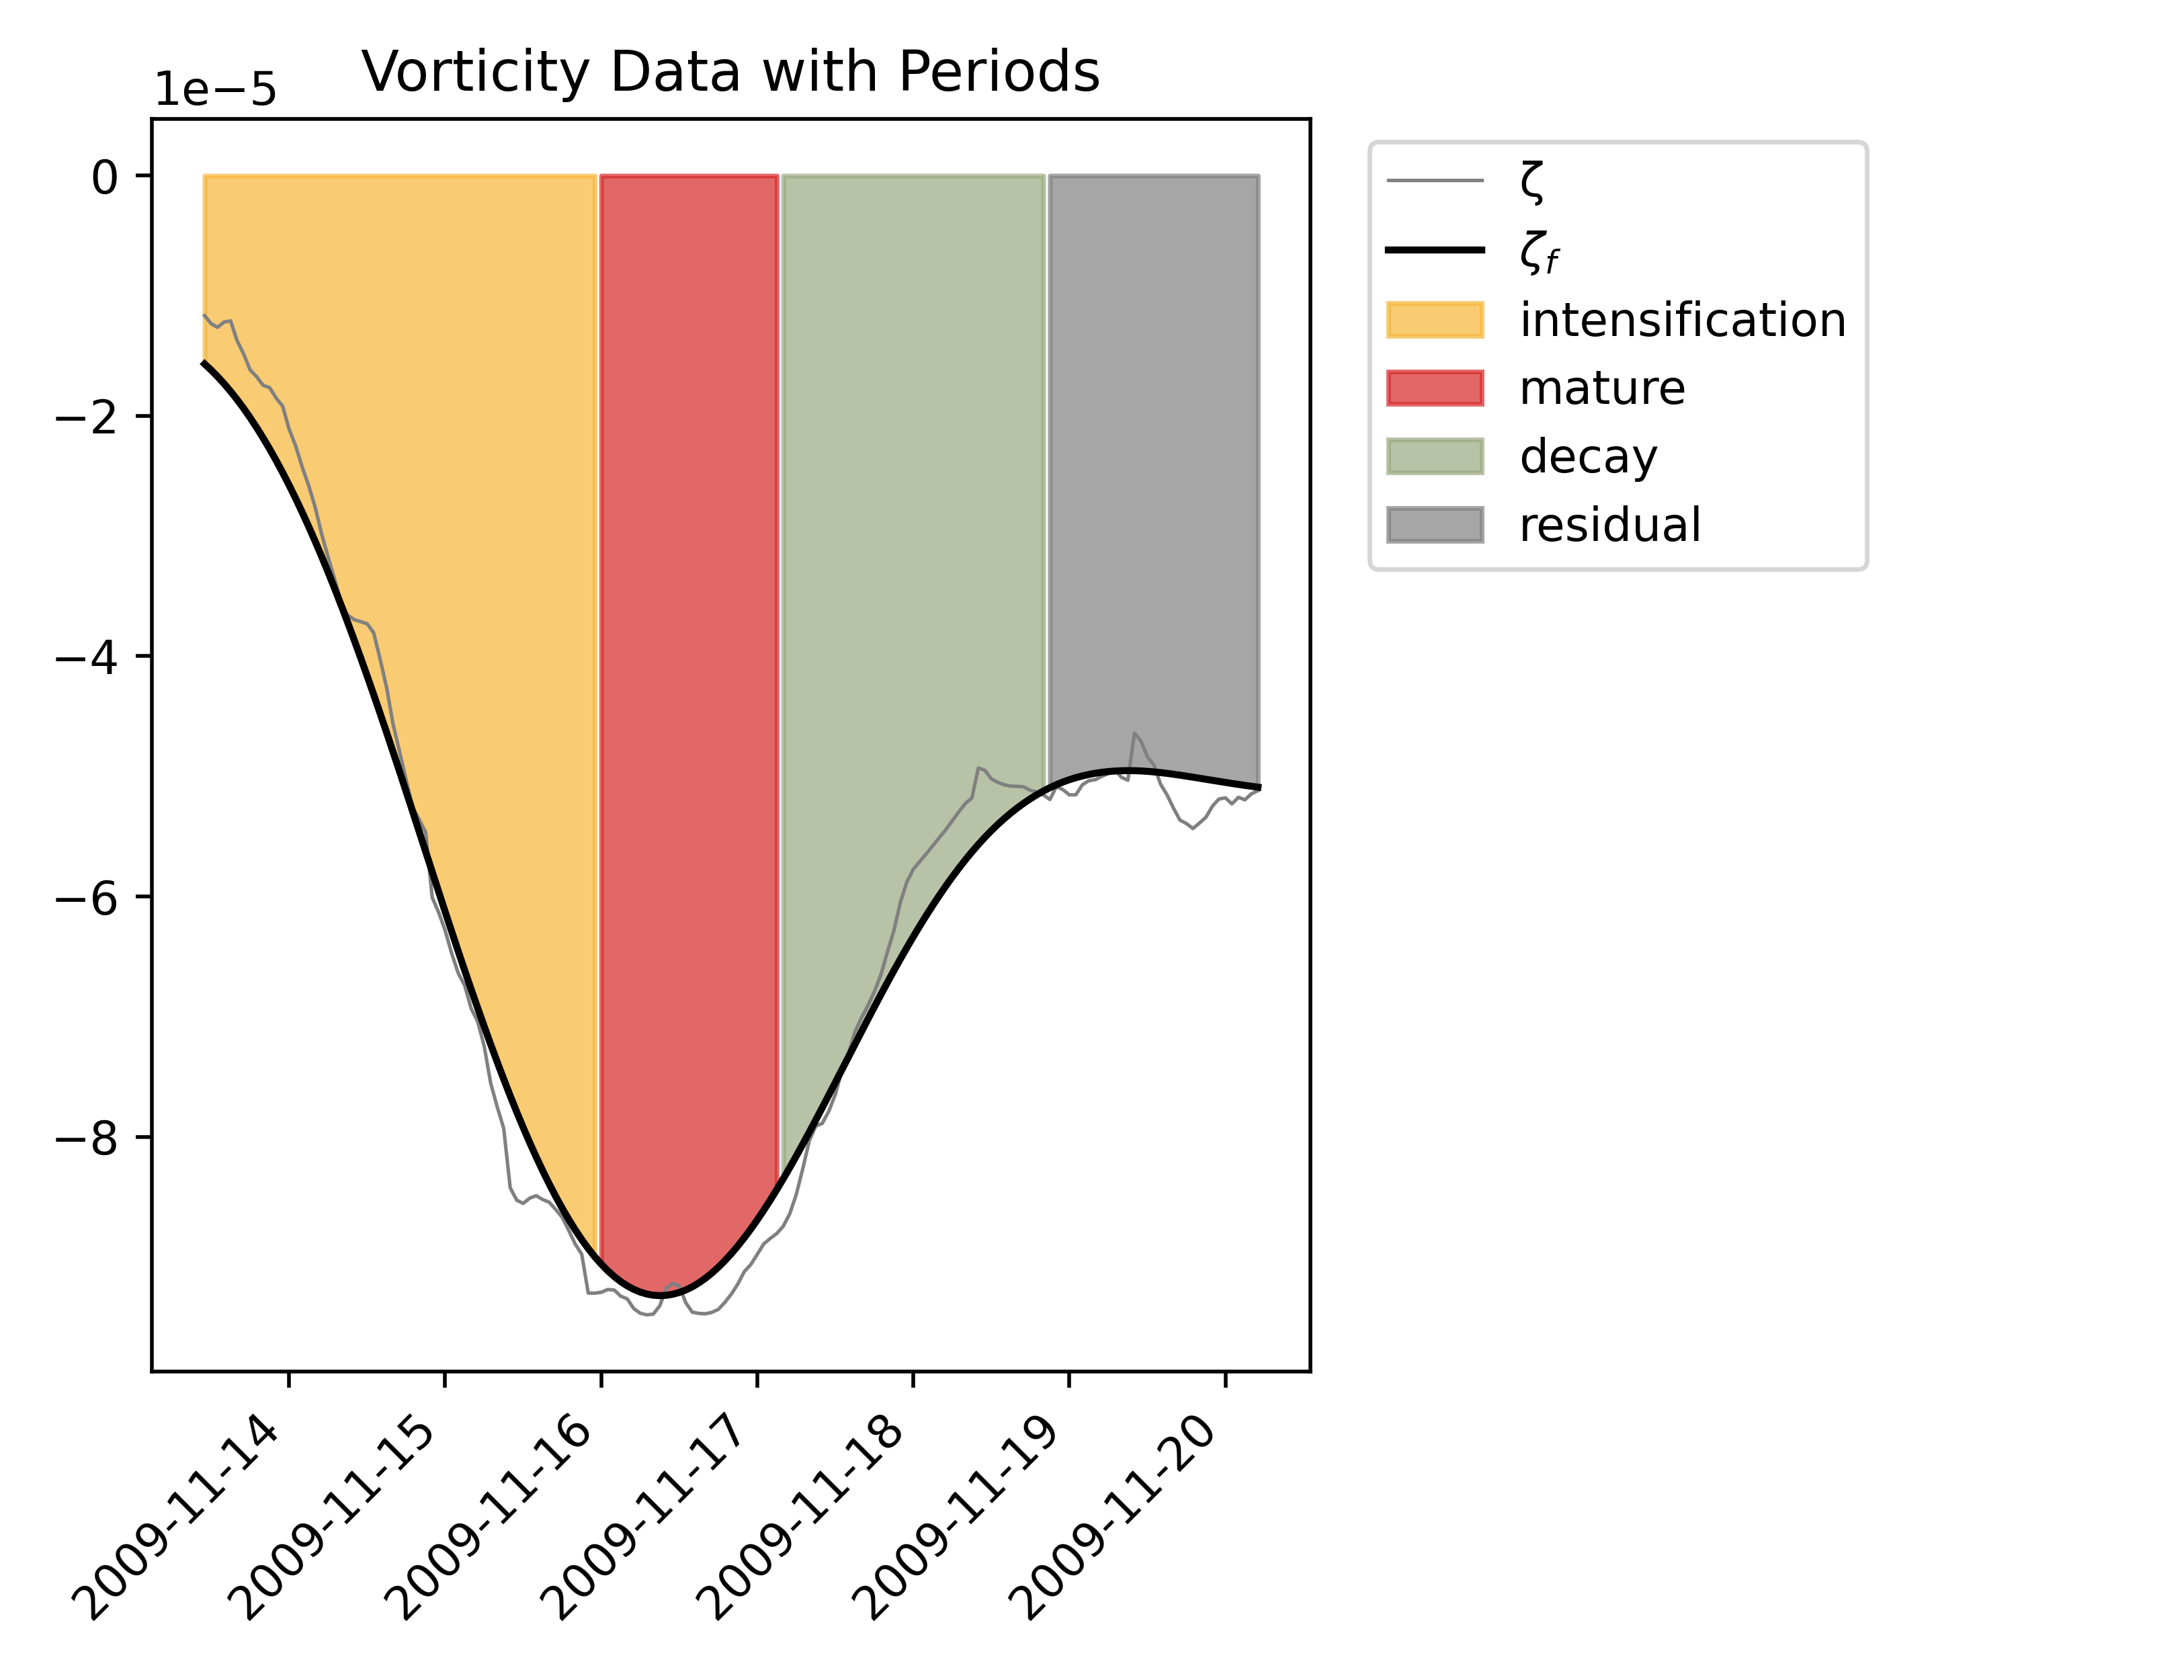 Vorticity Data with Periods
1e−5
0
−2
−4
−6
−8
2009-11-14
2009-11-15
2009-11-16
2009-11-17
2009-11-18
2009-11-19
2009-11-20
ζ
ζf
intensification
mature
decay
residual